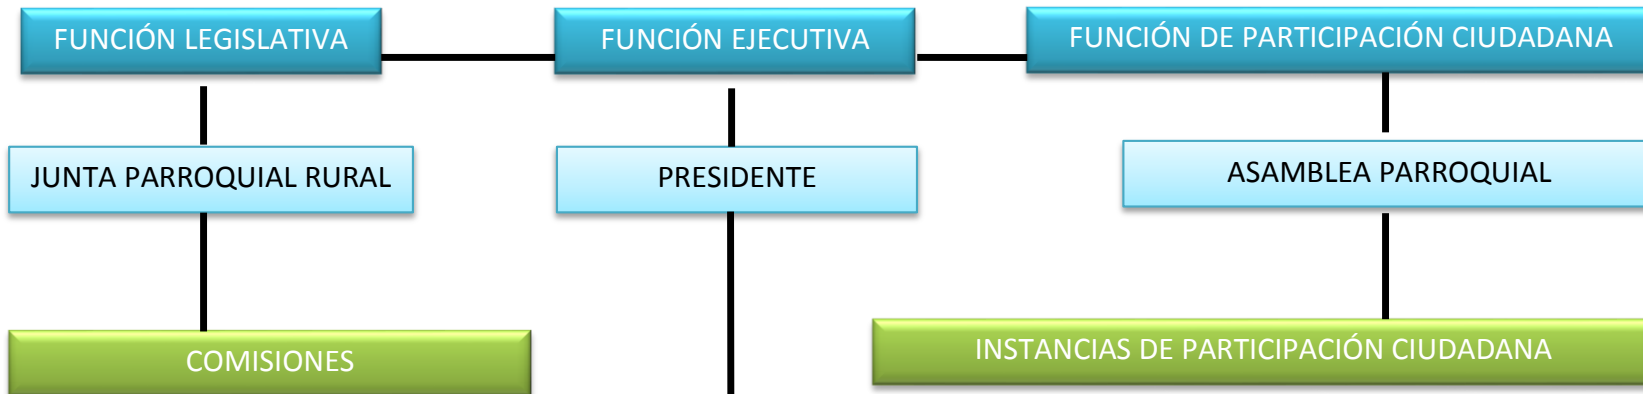 FUNCIÓN LEGISLATIVA
FUNCIÓN EJECUTIVA
FUNCIÓN DE PARTICIPACIÓN CIUDADANA
JUNTA PARROQUIAL RURAL
PRESIDENTE
ASAMBLEA PARROQUIAL
COMISIONES
INSTANCIAS DE PARTICIPACIÓN CIUDADANA